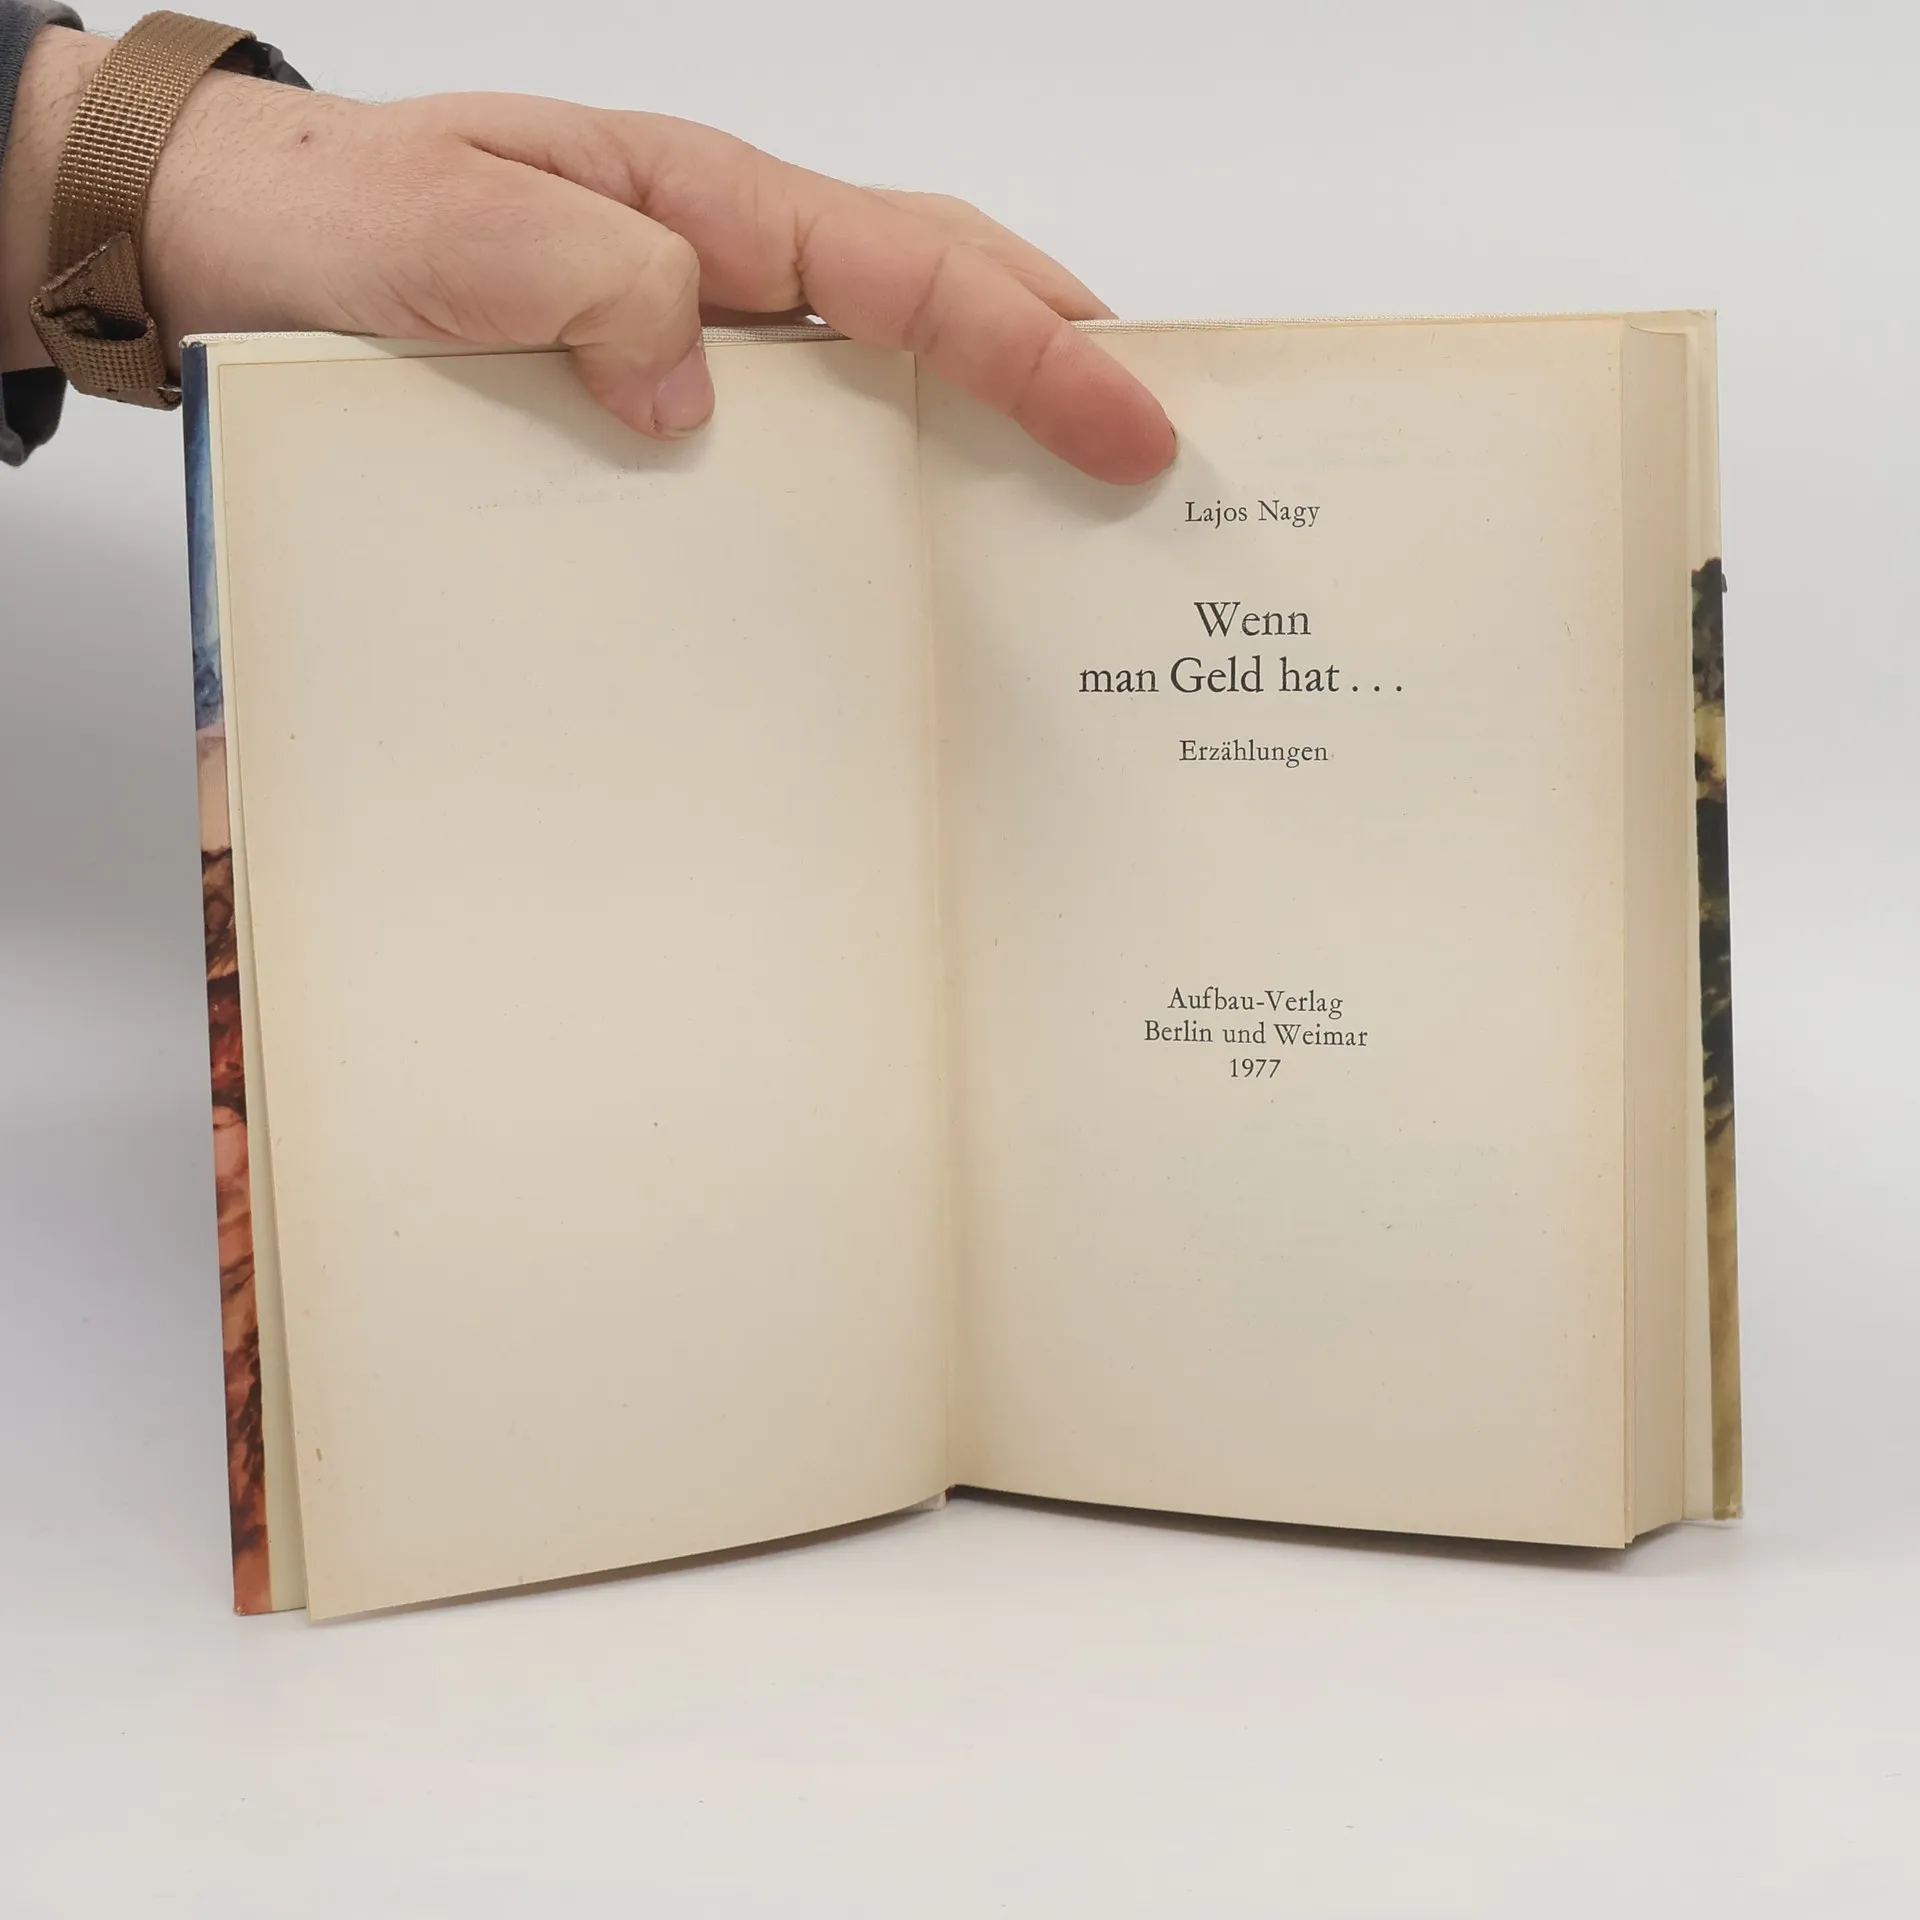 Lajos Nagy
Wenn
man Geld hat . . .
Erzählungen
Aufbau-Verlag
Berlin und Weimar
1977